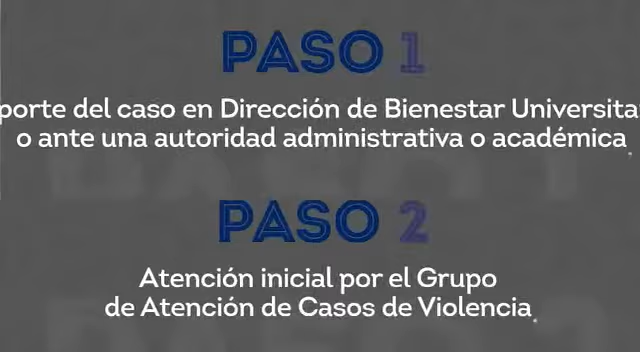 PASO 1
porte del caso en Dirección de Bienestar Universita
o ante una autoridad administrativa o académica
PASO 2
Atención inicial por el Grupo
de Atención de Casos de Violencia